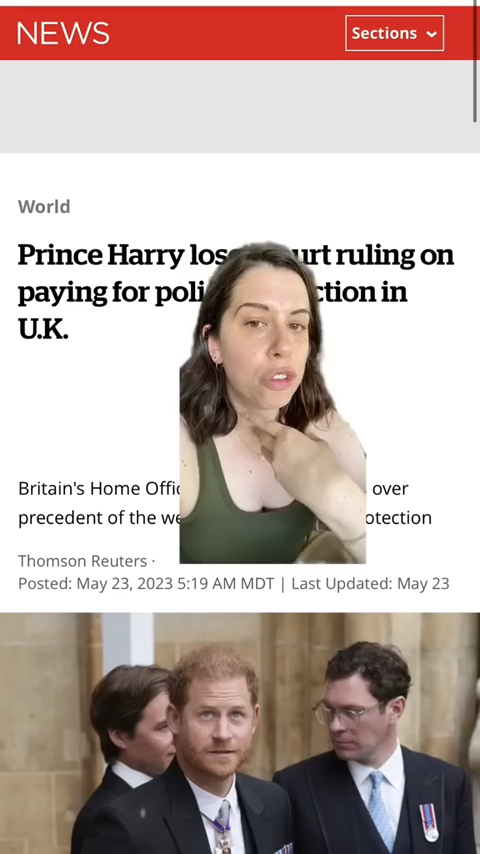 NEWS
Sections
World
Prince Harry los urt ruling on
paying for poli ction in
U.K.
Britain's Home Offi over
precedent of the we otection
Thomson Reuters ·
Posted: May 23, 2023 5:19 AM MDT | Last Updated: May 23